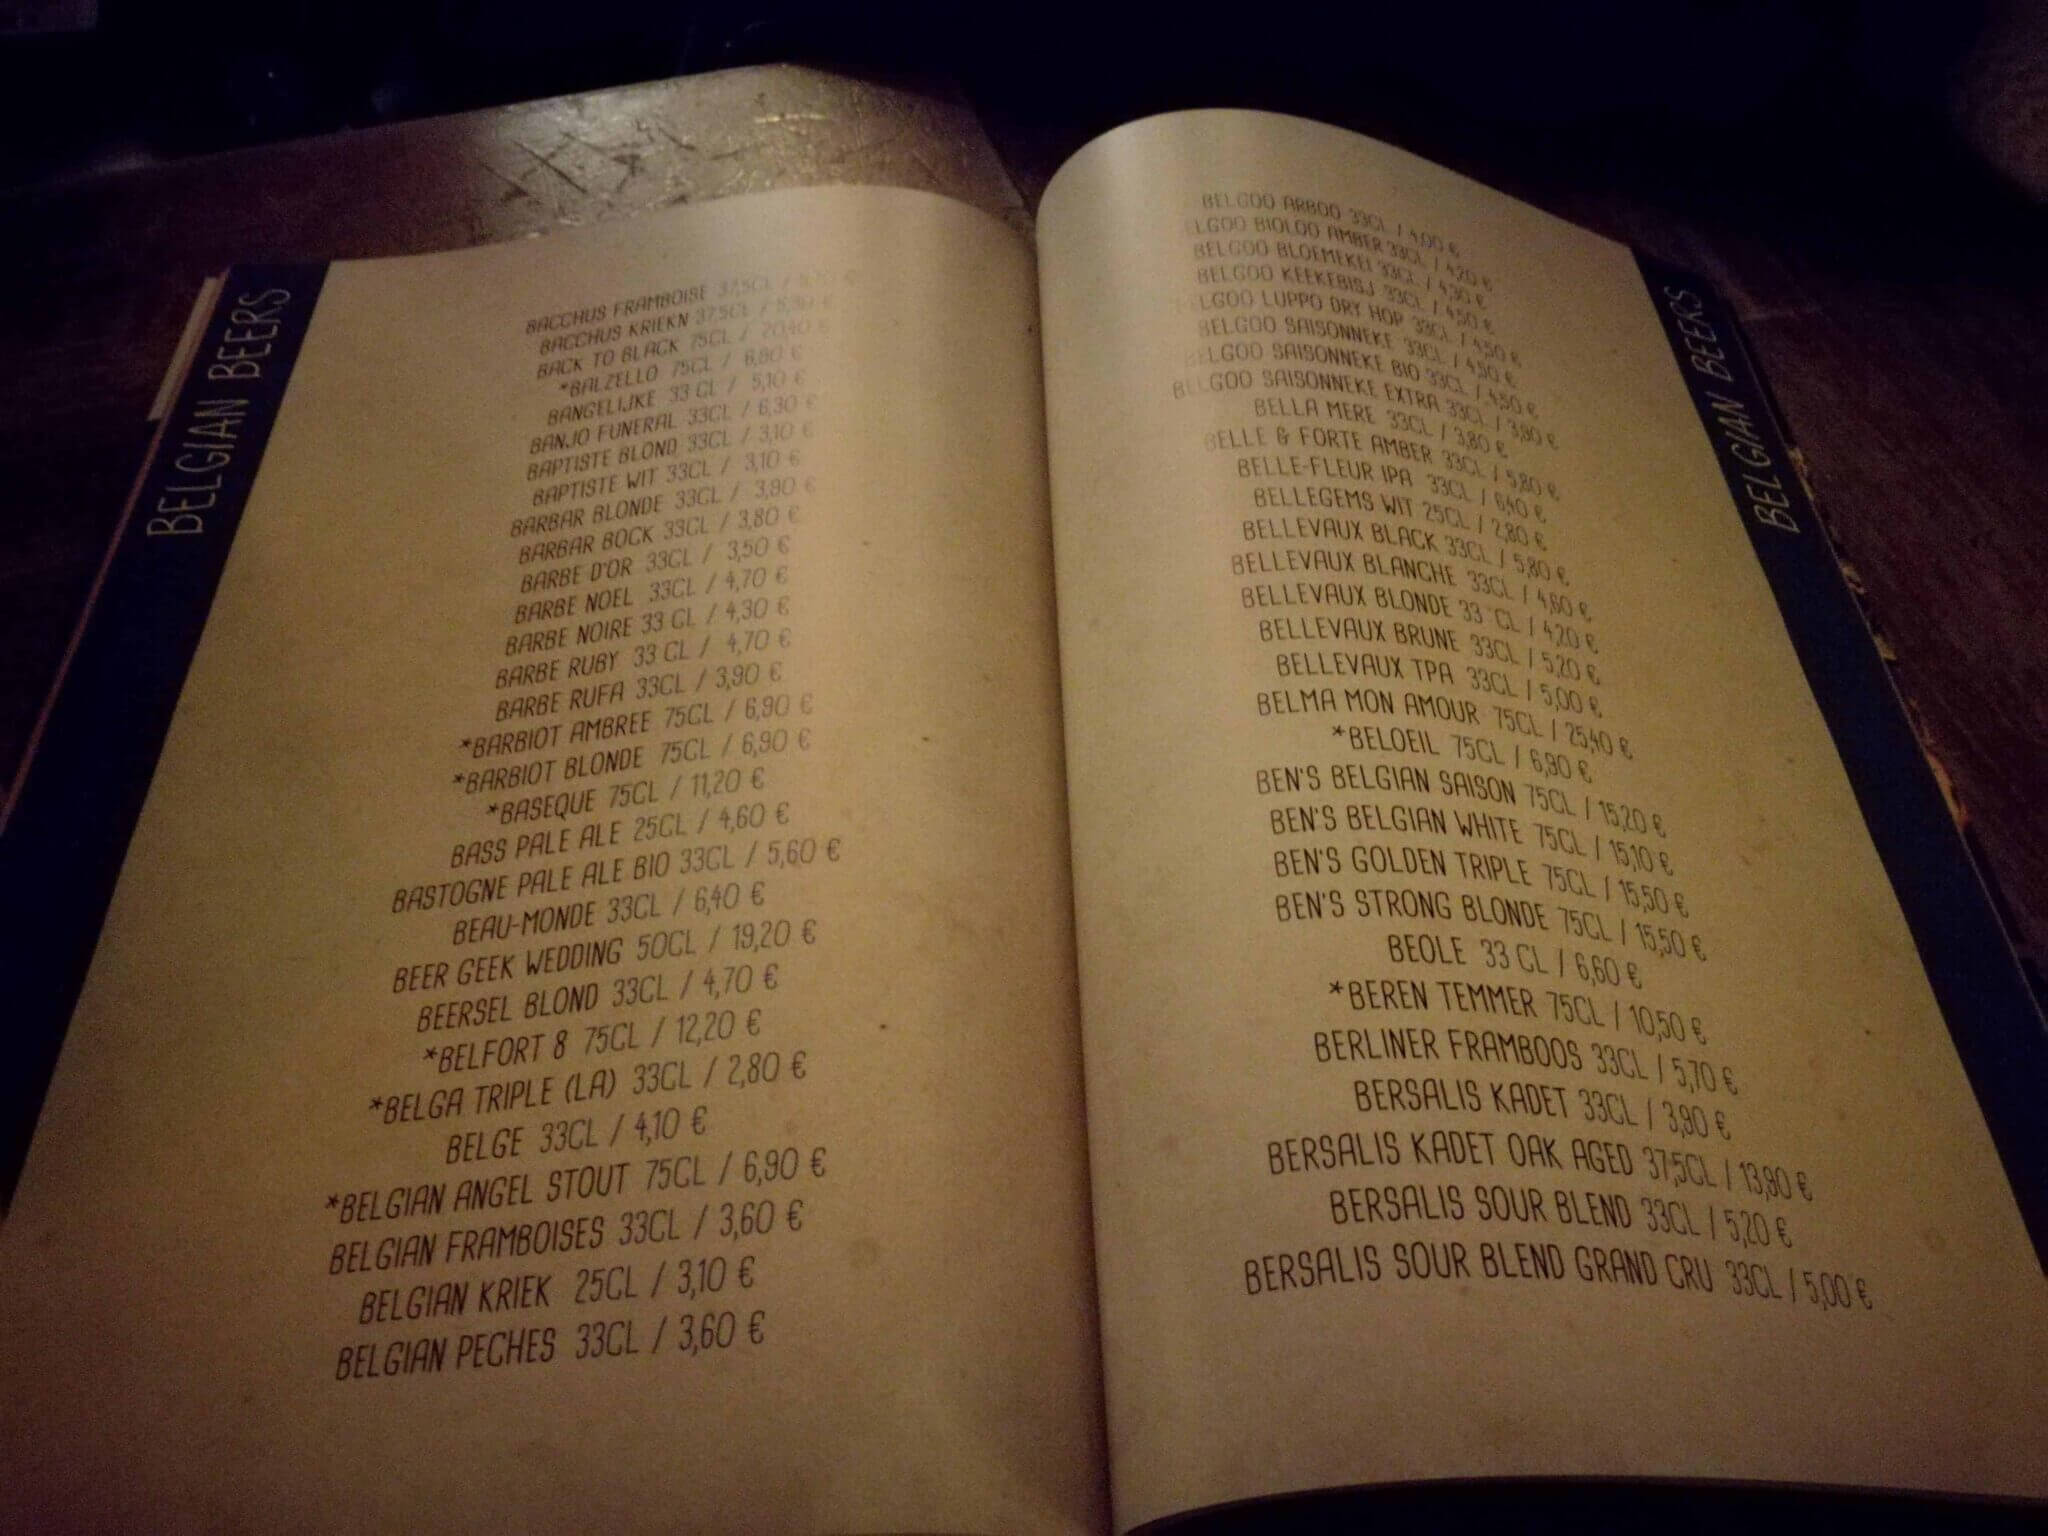 BELGIAN BEERS
BACCHUS FRAMBOISE 37,5CL /
BACCHUS KRIEKN 37,5CL /
BACK TO BLACK 75CL / 20,40 €
*BALZELLO 75CL / 6,80 €
BANGELIJKE 33 CL / 5,10 €
BANJO FUNERAL 33CL / 6,30 €
BAPTISTE BLOND 33CL / 3,10 €
BAPTISTE WIT 33CL / 3,10 €
BARBAR BLONDE 33CL / 3,90 €
BARBAR BOCK 33CL / 3,80 €
BARBE D'OR 33CL / 3,50 €
BARBE NOEL 33CL / 4,70 €
BARBE NOIRE 33 CL / 4,30 €
BARBE RUBY 33 CL / 4,70 €
BARBE RUFA 33CL / 3,90 €
*BARBIOT AMBREE 75CL / 6,90 €
*BARBIOT BLONDE 75CL / 6,90 €
*BASEQUE 75CL / 11,20 €
BASS PALE ALE 25CL / 4,60 €
BASTOGNE PALE ALE BIO 33CL / 5,60 €
BEAU-MONDE 33CL / 6,40 €
BEER GEEK WEDDING 50CL / 19,20 €
BEERSEL BLOND 33CL / 4,70 €
*BELFORT 8 75CL / 12,20 €
*BELGA TRIPLE (LA) 33CL / 2,80 €
BELGE 33CL / 4,10 €
*BELGIAN ANGEL STOUT 75CL / 6,90 €
BELGIAN FRAMBOISES 33CL / 3,60 €
BELGIAN KRIEK 25CL / 3,10 €
BELGIAN PECHES 33CL / 3,60 €
BELGOO ARBOO 33CL / 4,00 €
LGOO BIOLOO AMBER 33CL / 4,20 €
BELGOO BLOEMEKEI 33CL / 4,30 €
BELGOO KEEKEBISJ 33CL / 4,50 €
LGOO LUPPO DRY HOP 33CL / 4,50 €
BELGOO SAISONNEKE 33CL / 4,50 €
BELGOO SAISONNEKE BIO 33CL / 4,50 €
BELGOO SAISONNEKE EXTRA 33CL / 3,90 €
BELLA MERE 33CL / 3,80 €
BELLE & FORTE AMBER 33CL / 5,80 €
BELLE-FLEUR IPA 33CL / 6,40 €
BELLEGEMS WIT 25CL / 2,80 €
BELLEVAUX BLACK 33CL / 5,80 €
BELLEVAUX BLANCHE 33CL / 4,60 €
BELLEVAUX BLONDE 33 CL / 4,20 €
BELLEVAUX BRUNE 33CL / 5,20 €
BELLEVAUX TPA 33CL / 5,00 €
BELMA MON AMOUR 75CL / 25,40 €
*BELOEIL 75CL / 6,90 €
BEN'S BELGIAN SAISON 75CL / 15,20 €
BEN'S BELGIAN WHITE 75CL / 15,10 €
BEN'S GOLDEN TRIPLE 75CL / 15,50 €
BEN'S STRONG BLONDE 75CL / 15,50 €
BEOLE 33 CL / 6,60 €
*BEREN TEMMER 75CL / 10,50 €
BERLINER FRAMBOOS 33CL / 5,70 €
BERSALIS KADET 33CL / 3,90 €
BERSALIS KADET OAK AGED 37,5CL / 13,90 €
BERSALIS SOUR BLEND 33CL / 5,20 €
BERSALIS SOUR BLEND GRAND CRU 33CL / 5,00 €
BELGIAN BEERS